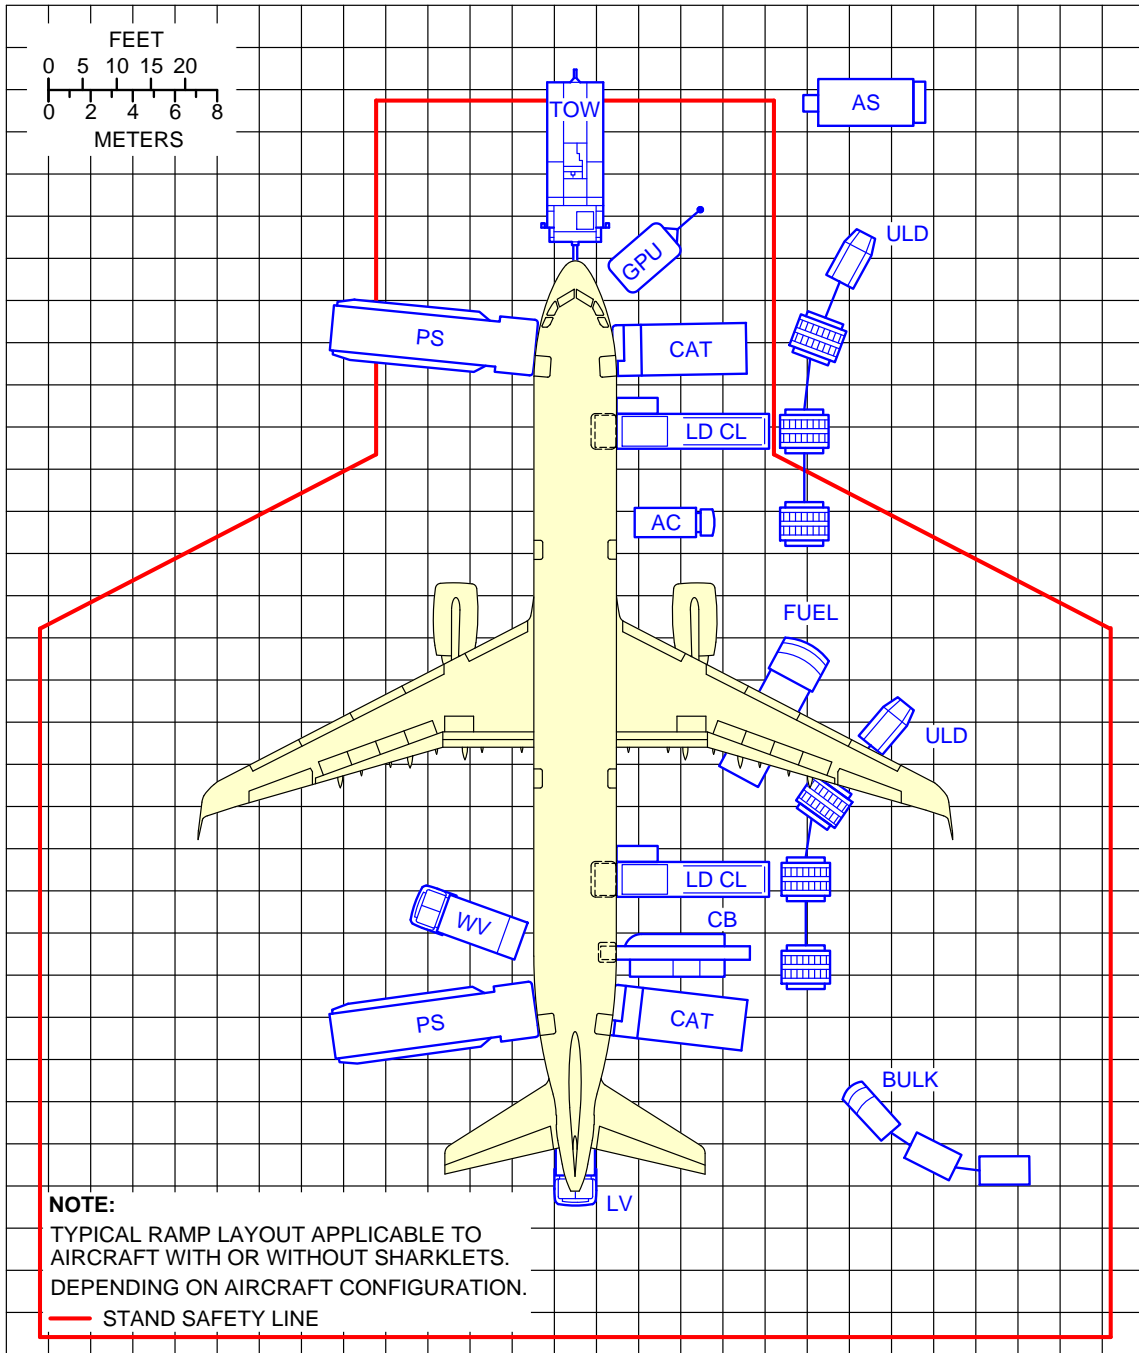 FEET
0 5 10 15 20
0 2 4 6 8
METERS
TOW
AS
ULD
GPU
PS
CAT
LD CL
AC
FUEL
ULD
LD CL
CB
WV
PS
CAT
BULK
LV
NOTE:
TYPICAL RAMP LAYOUT APPLICABLE TO
AIRCRAFT WITH OR WITHOUT SHARKLETS.
DEPENDING ON AIRCRAFT CONFIGURATION.
STAND SAFETY LINE